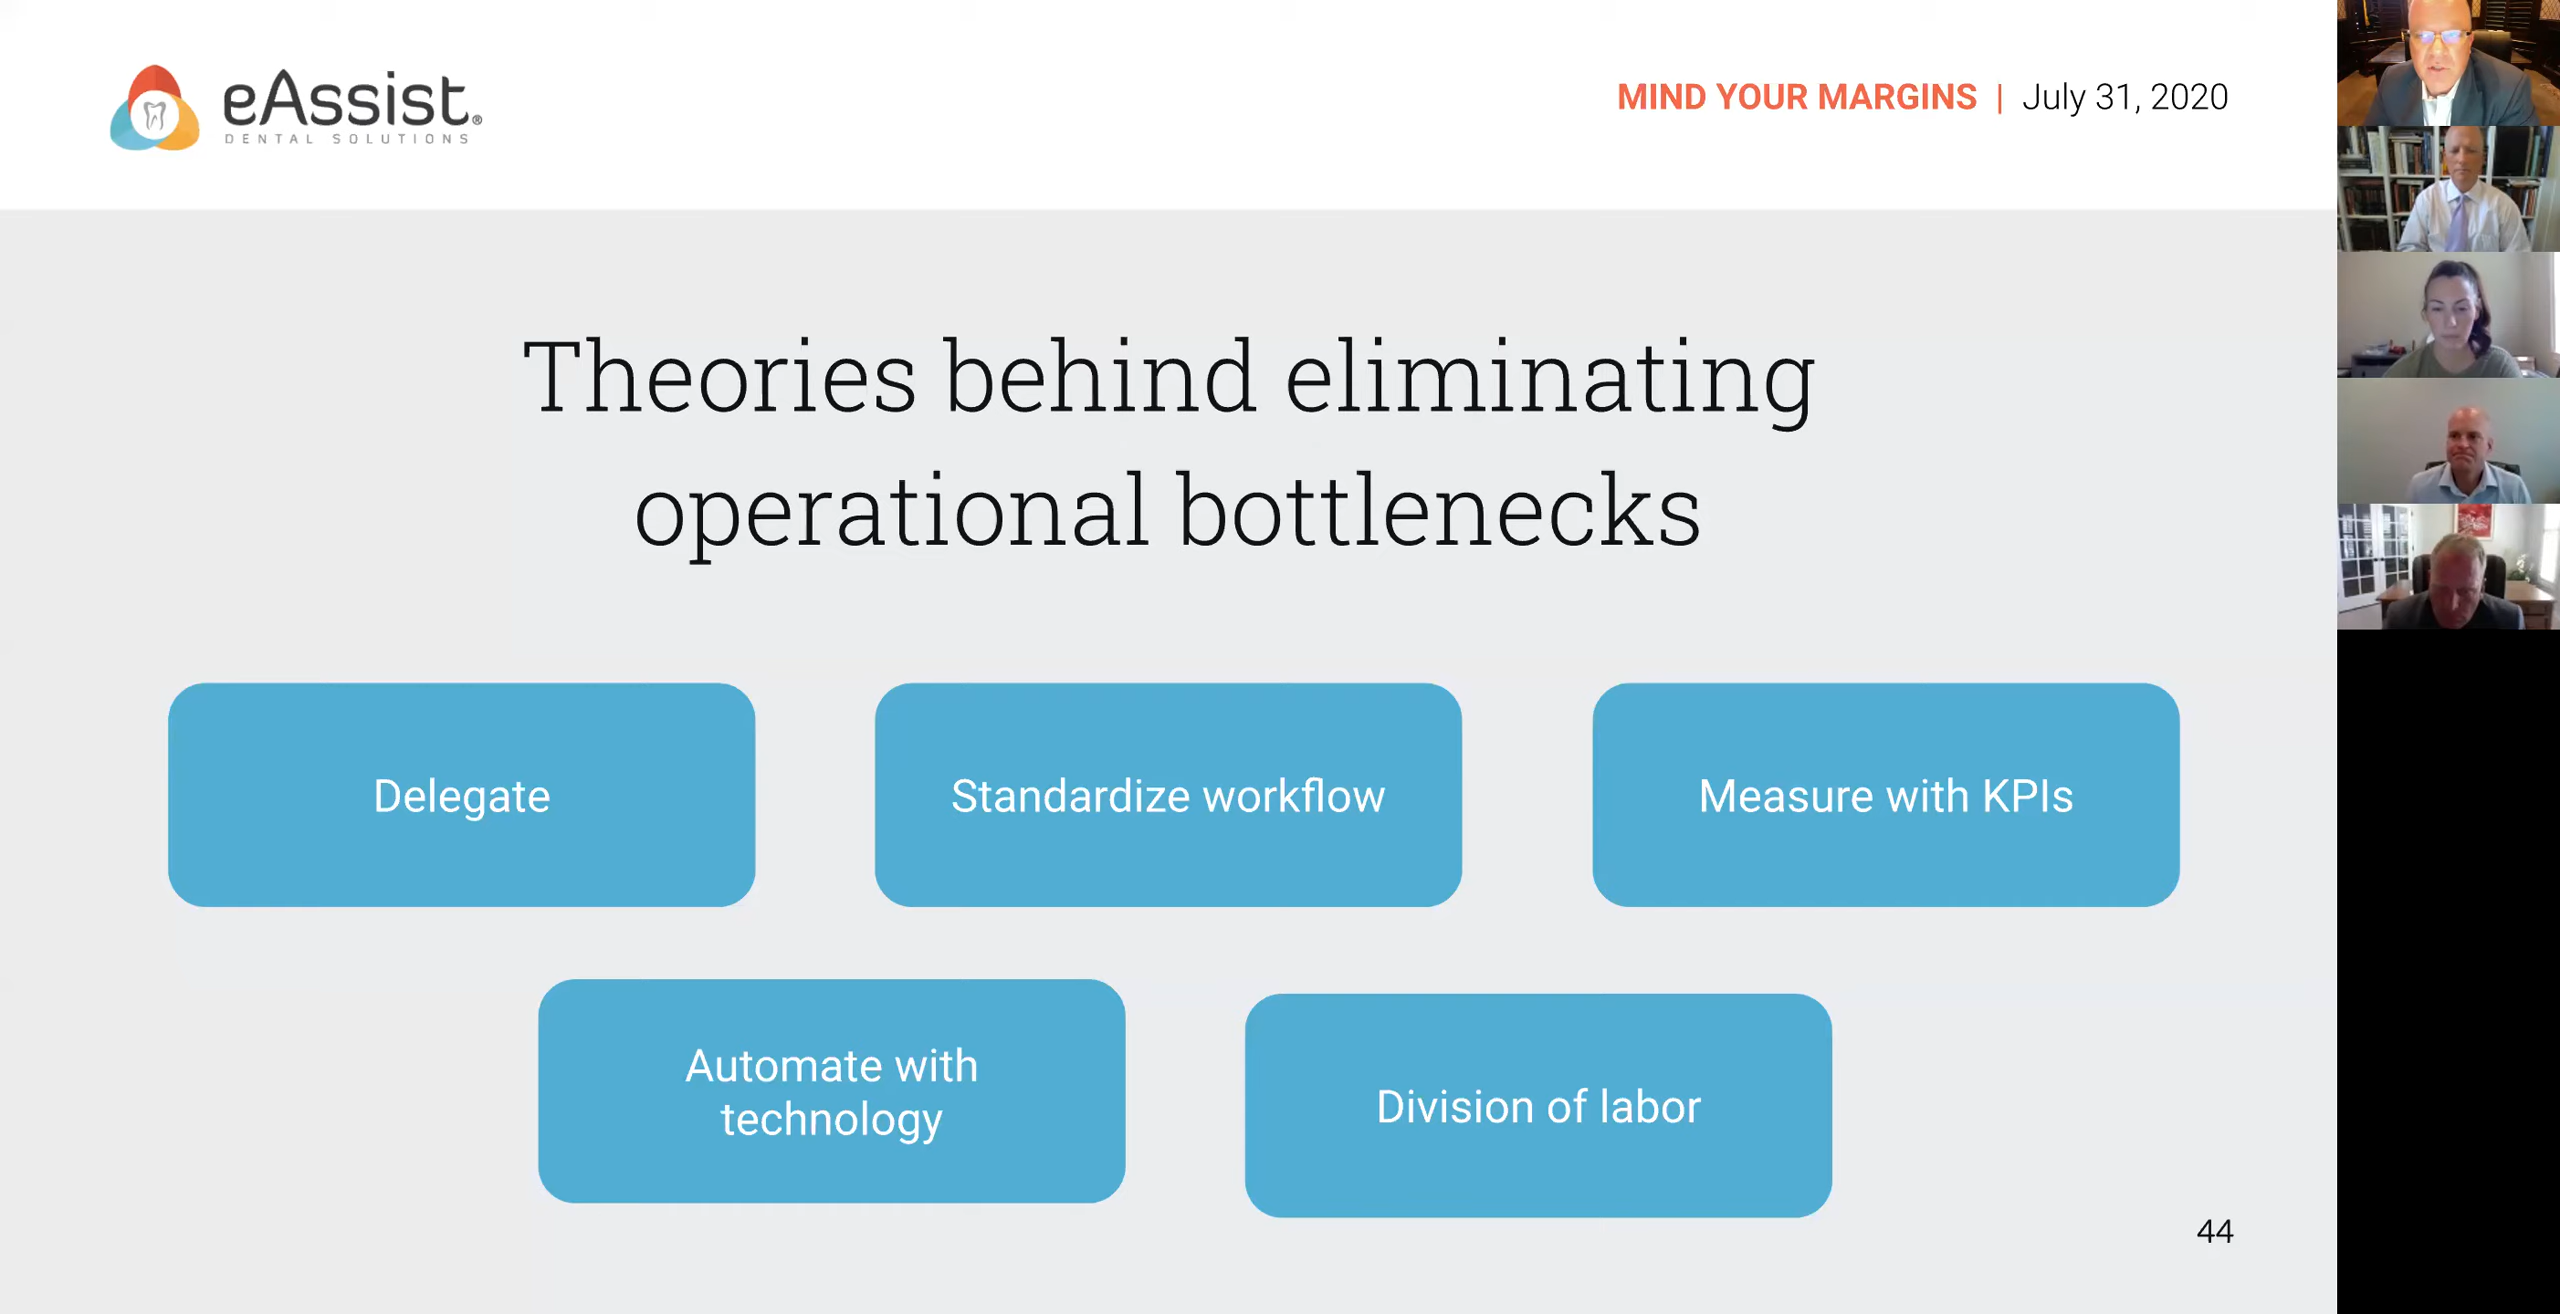 eAssist®
DENTAL SOLUTIONS
MIND YOUR MARGINS | July 31, 2020
Theories behind eliminating
operational bottlenecks
Delegate
Standardize workflow
Measure with KPIs
Automate with
technology
Division of labor
44